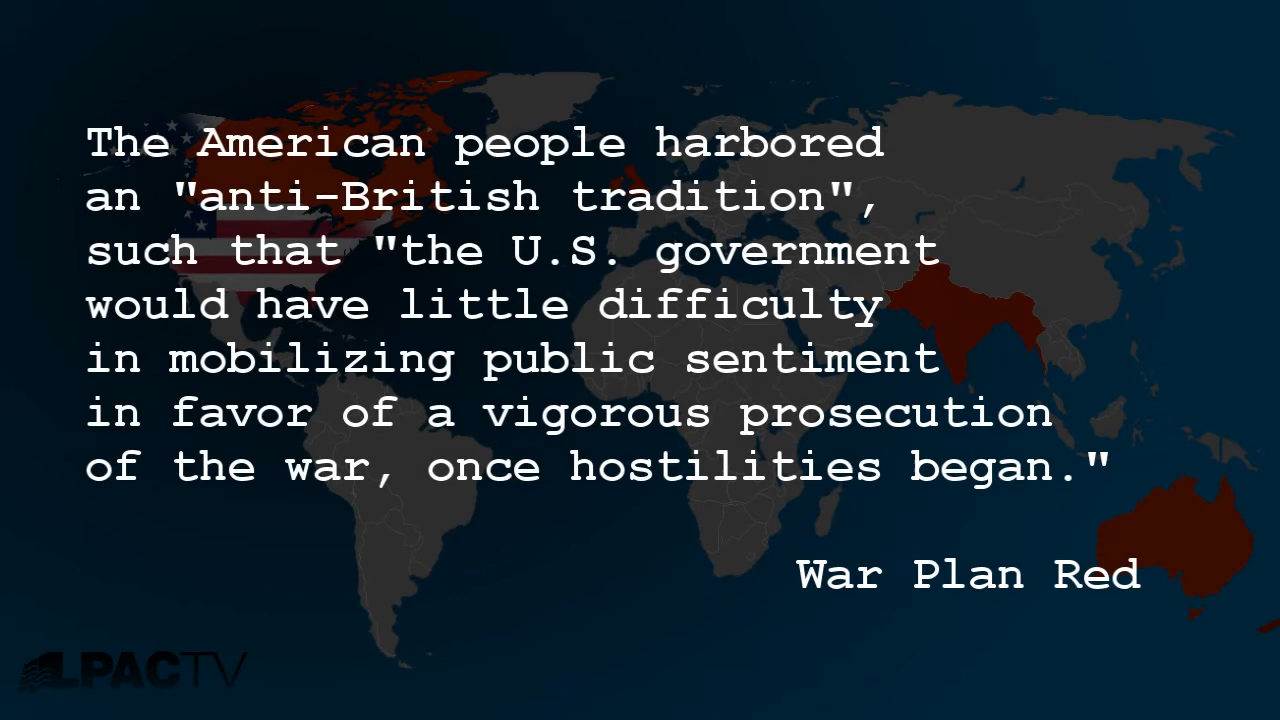 The American people harbored
an "anti-British tradition",
such that "the U.S. government
would have little difficulty
in mobilizing public sentiment
in favor of a vigorous prosecution
of the war, once hostilities began."
War Plan Red
LPACTV